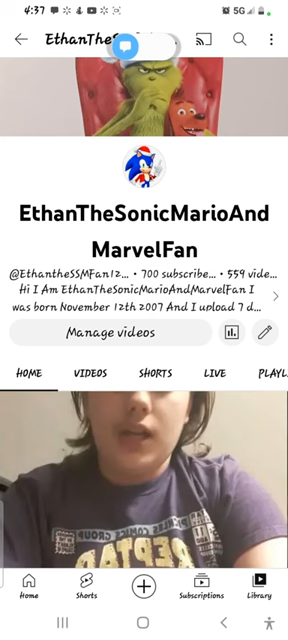 4:37
5G
EthanTheS
EthanTheSonicMarioAnd
MarvelFan
@EthantheSSMFan12... • 700 subscribe... • 559 vide...
Hi I Am EthanTheSonicMarioAndMarvelFan I
was born November 12th 2007 And I upload 7 d...
Manage videos
HOME VIDEOS SHORTS LIVE PLAYL
Home Shorts Subscriptions Library